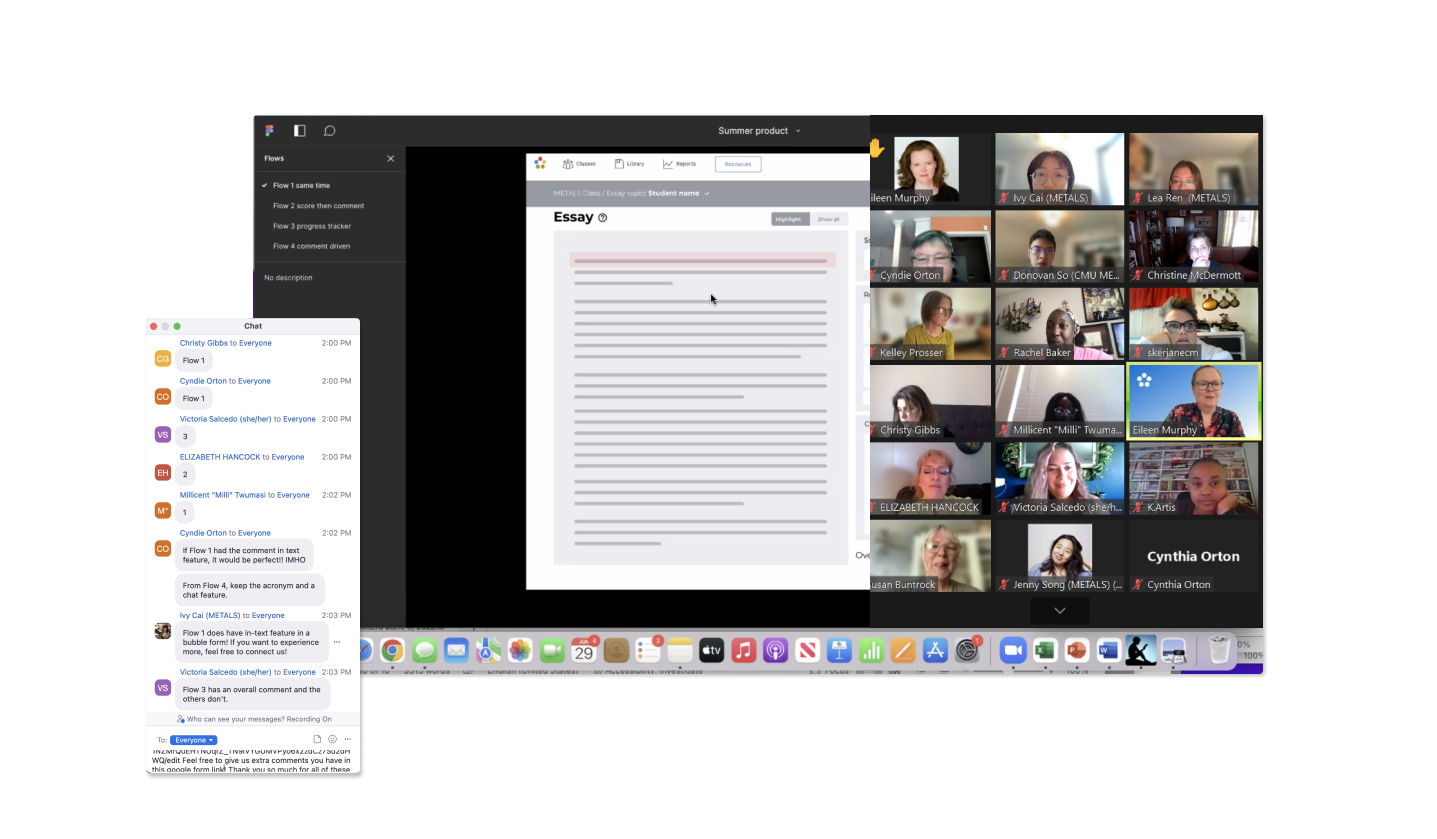 Summer product
Flows
Flow 1 same time
Flow 2 score then comment
Flow 3 progress tracker
Flow 4 comment driven
No description
Classes
Library
Reports
Resources
METALS Class / Essay topic/ Student name
Essay
Highlight
Show all
Ove
ileen Murphy
Ivy Cai (METALS)
Lea Ren (METALS)
Cyndie Orton
Donovan So (CMU ME...
Christine McDermott
Kelley Prosser
Rachel Baker
skerjanecm
Christy Gibbs
Millicent "Milli" Twuma...
Eileen Murphy
ELIZABETH HANCOCK
Victoria Salcedo (she/h...
K.Artis
usan Buntrock
Jenny Song (METALS) (...
Cynthia Orton
Cynthia Orton
Chat
Christy Gibbs to Everyone 2:00 PM
CG
Flow 1
Cyndie Orton to Everyone 2:00 PM
CO
Flow 1
Victoria Salcedo (she/her) to Everyone 2:00 PM
VS
3
ELIZABETH HANCOCK to Everyone 2:00 PM
EH
2
Millicent "Milli" Twumasi to Everyone 2:02 PM
M"
1
Cyndie Orton to Everyone 2:02 PM
CO
If Flow 1 had the comment in text
feature, it would be perfect!! IMHO
From Flow 4, keep the acronym and a
chat feature.
Ivy Cai (METALS) to Everyone 2:03 PM
Flow 1 does have in-text feature in a
bubble form! If you want to experience
more, feel free to connect us!
Victoria Salcedo (she/her) to Everyone 2:03 PM
VS
Flow 3 has an overall comment and the
others don't.
Who can see your messages? Recording On
To: Everyone
WQ/edit Feel free to give us extra comments you have in
this google form link! Thank you so much for all of these
JUN
29
4
2
tv
1
0%
100%